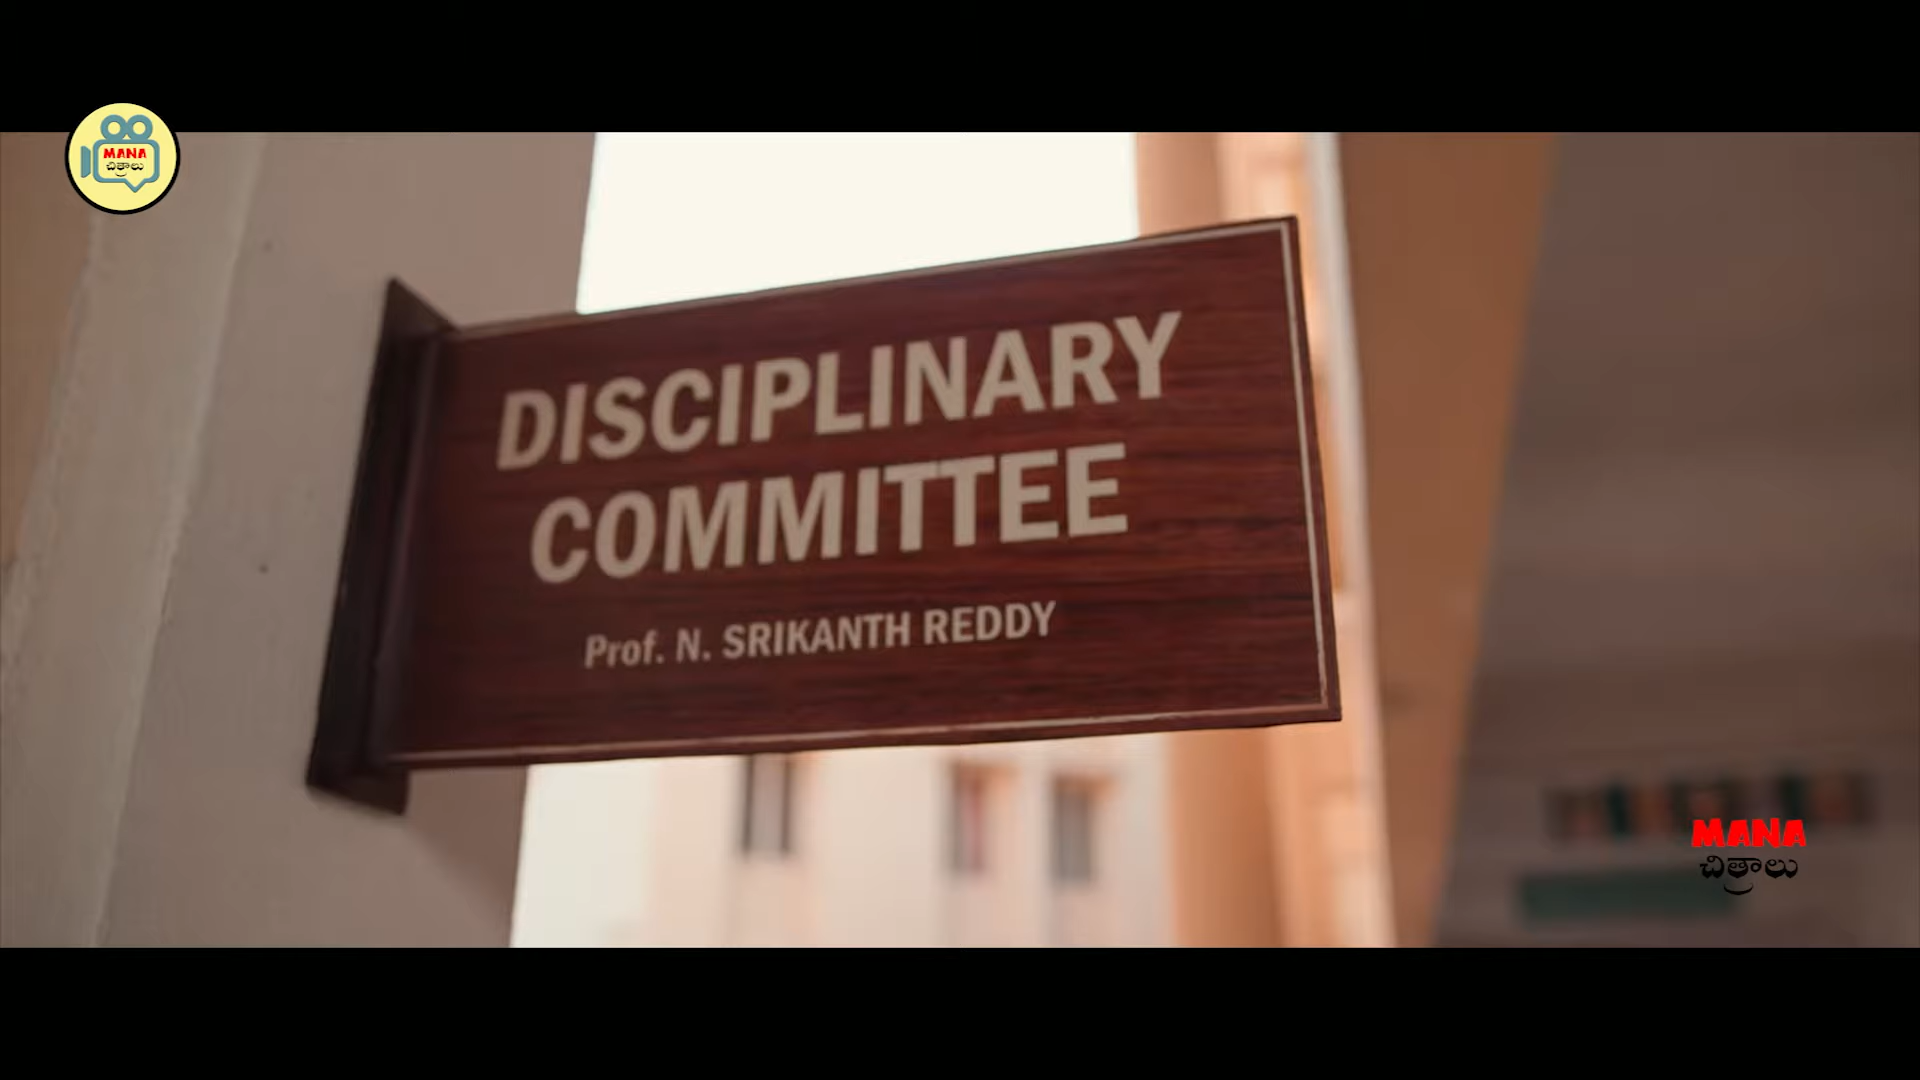 MANA
చిత్రాలు
DISCIPLINARY
COMMITTEE
Prof. N. SRIKANTH REDDY
MANA
చిత్రాలు